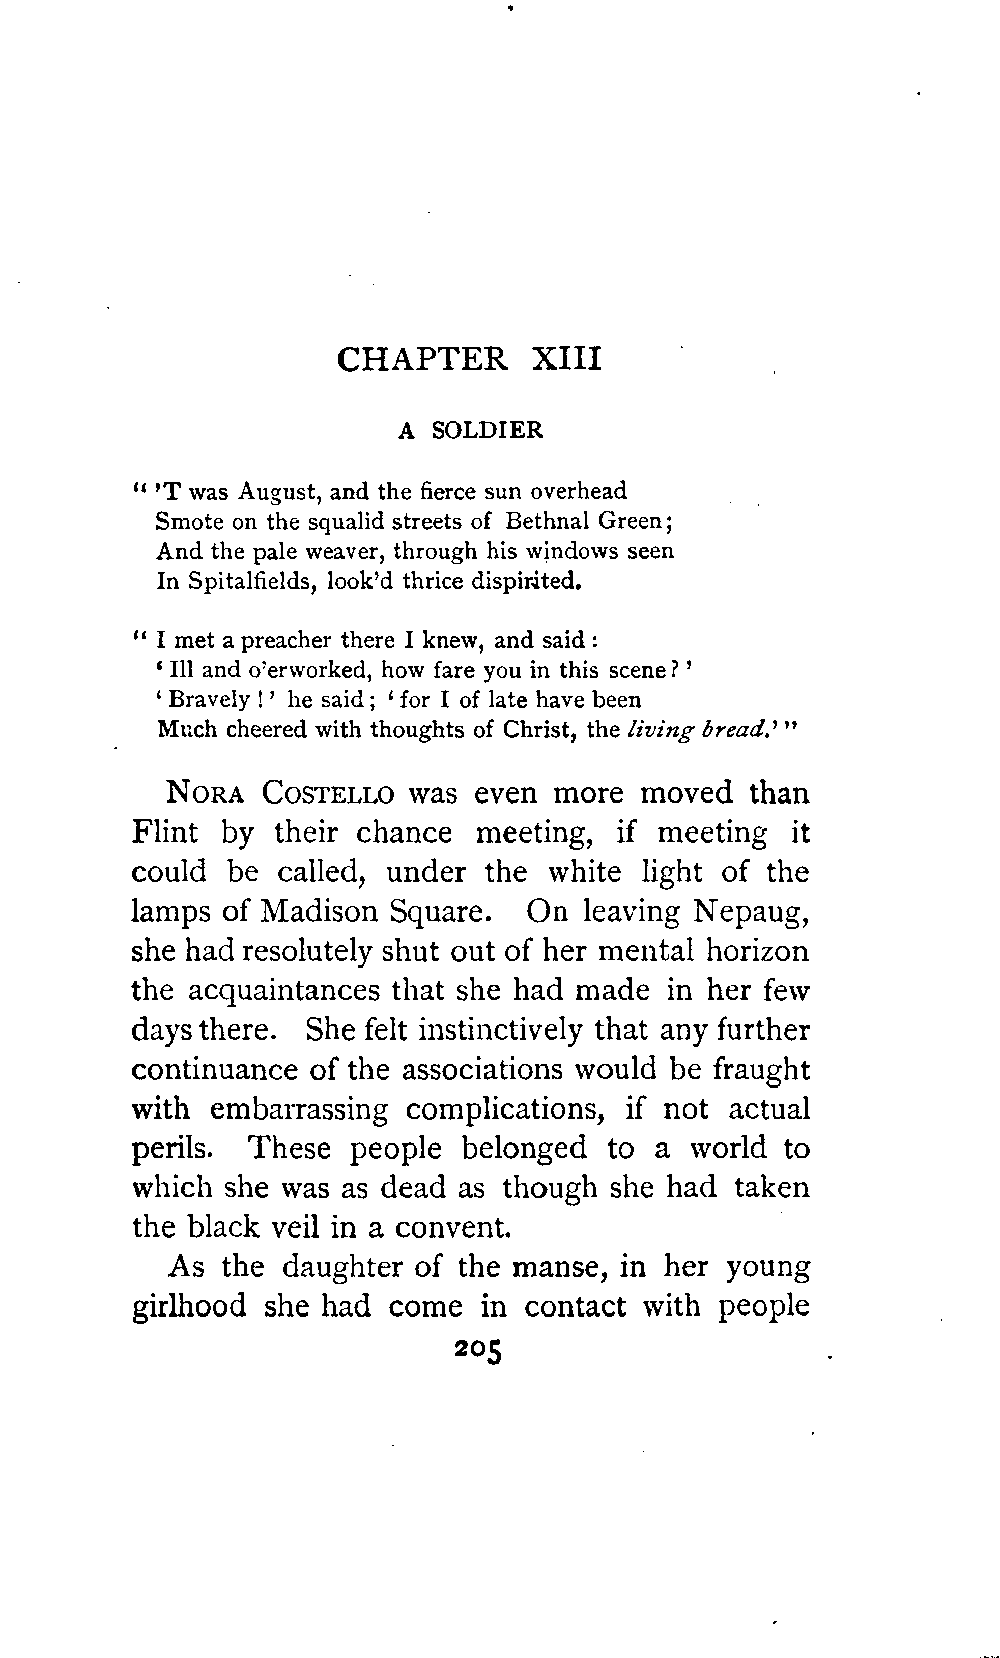 CHAPTER XIII
A SOLDIER
" 'T was August, and the fierce sun overhead
Smote on the squalid streets of Bethnal Green;
And the pale weaver, through his windows seen
In Spitalfields, look'd thrice dispirited.
" I met a preacher there I knew, and said :
' Ill and o'erworked, how fare you in this scene? '
' Bravely ! ' he said ; ' for I of late have been
Much cheered with thoughts of Christ, the living bread.' "
NORA COSTELLO was even more moved than
Flint by their chance meeting, if meeting it
could be called, under the white light of the
lamps of Madison Square. On leaving Nepaug,
she had resolutely shut out of her mental horizon
the acquaintances that she had made in her few
days there. She felt instinctively that any further
continuance of the associations would be fraught
with embarrassing complications, if not actual
perils. These people belonged to a world to
which she was as dead as though she had taken
the black veil in a convent.
As the daughter of the manse, in her young
girlhood she had come in contact with people
205